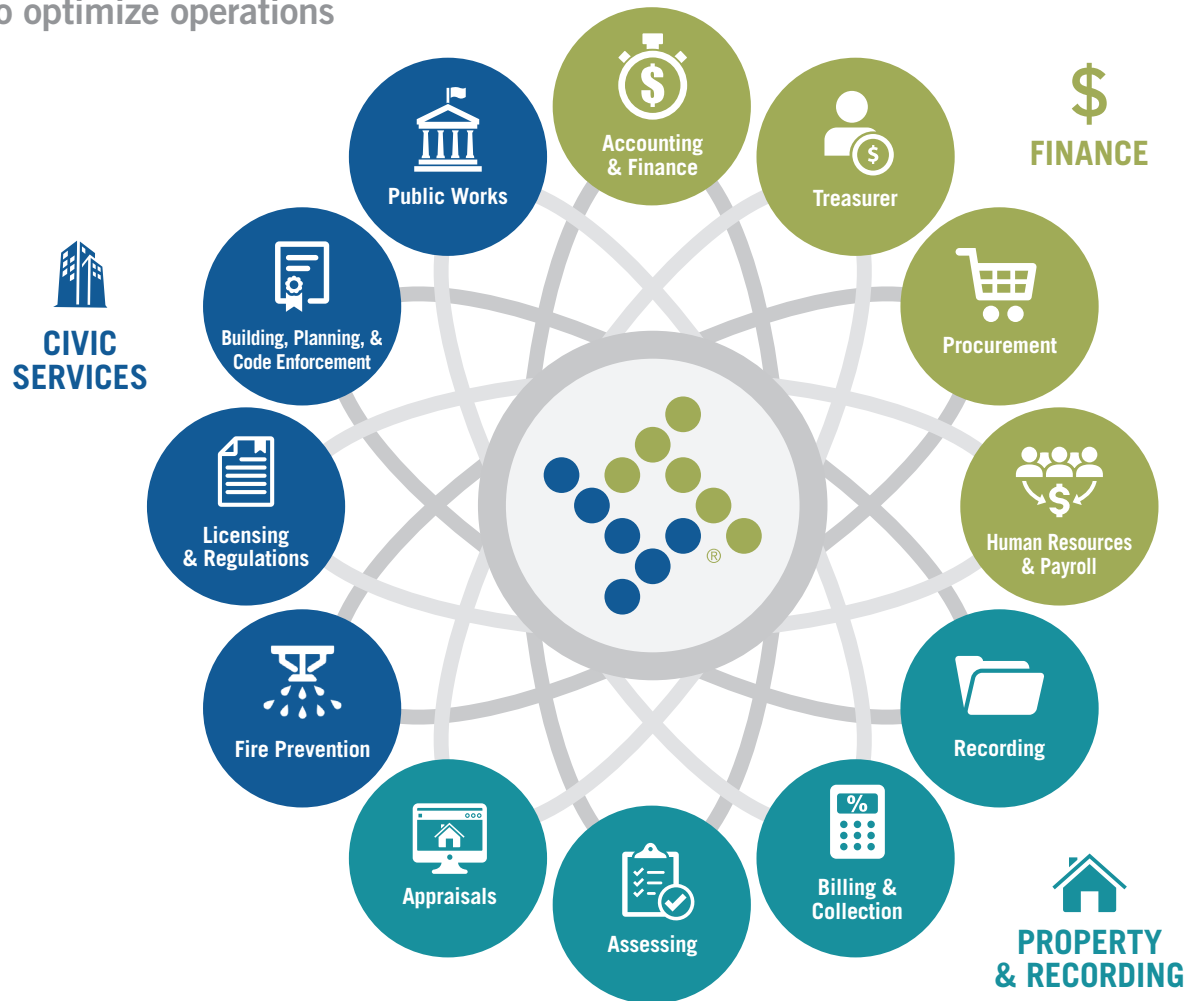 o optimize operations
$
FINANCE
$
Accounting
& Finance
$
Treasurer
Procurement
$
Human Resources
& Payroll
Recording
%
Billing &
Collection
PROPERTY
& RECORDING
Assessing
Appraisals
Fire Prevention
Licensing
& Regulations
CIVIC
SERVICES
Building, Planning, &
Code Enforcement
Public Works
®